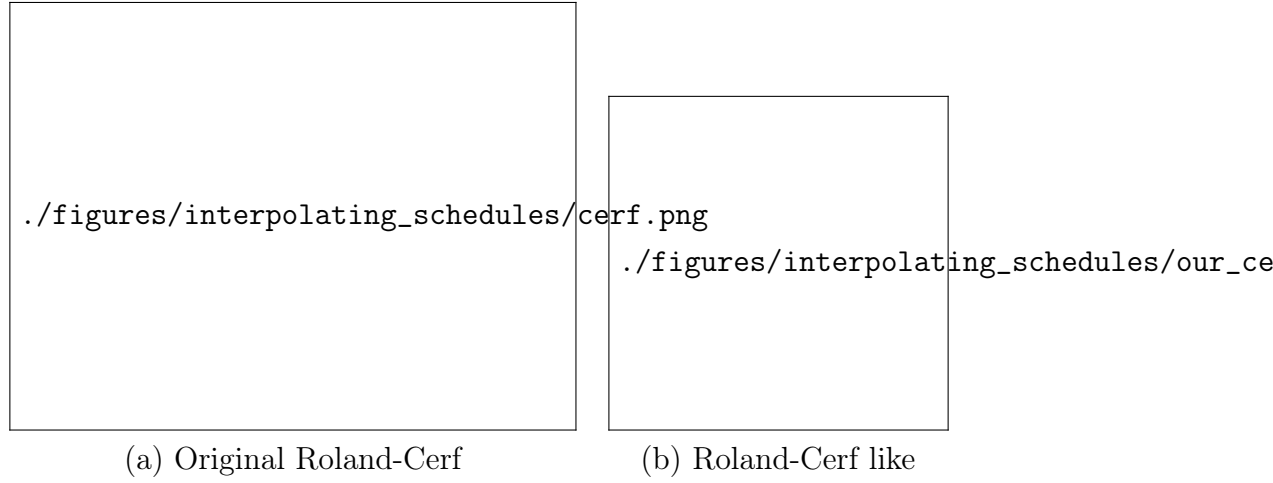 ./figures/interpolating_schedules/cerf.png
./figures/interpolating_schedules/our_ce
(a) Original Roland-Cerf
(b) Roland-Cerf like